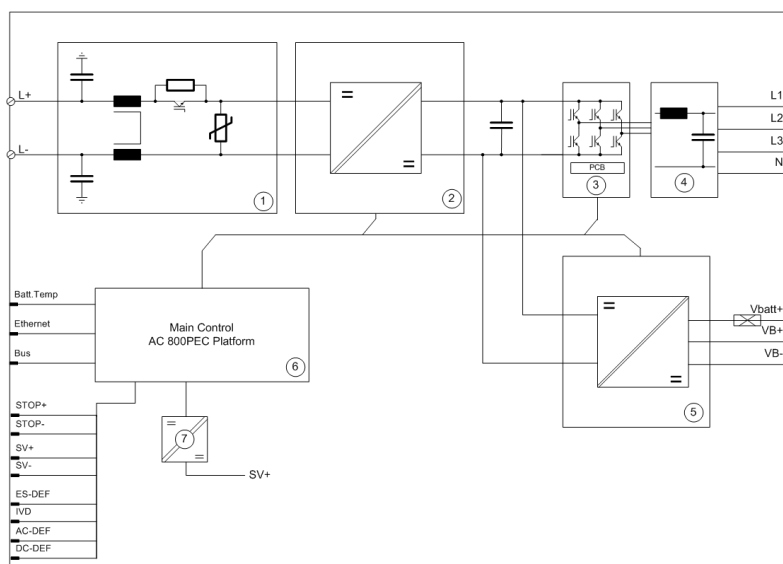 L+
L-
1
2
PCB
3
4
L1
L2
L3
N
Batt.Temp
Ethernet
Bus
Main Control
AC 800PEC Platform
6
Vbatt+
VB+
VB-
5
STOP+
STOP-
SV+
SV-
ES-DEF
IVD
AC-DEF
DC-DEF
7
SV+